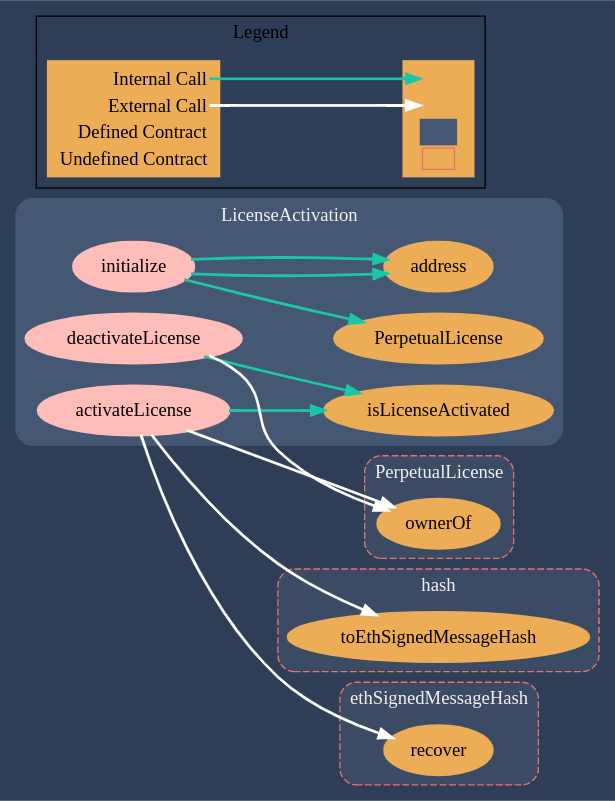 Legend
Internal Call
External Call
Defined Contract
Undefined Contract
LicenseActivation
initialize
address
deactivateLicense
PerpetualLicense
activateLicense
isLicenseActivated
PerpetualLicense
ownerOf
hash
toEthSignedMessageHash
ethSignedMessageHash
recover